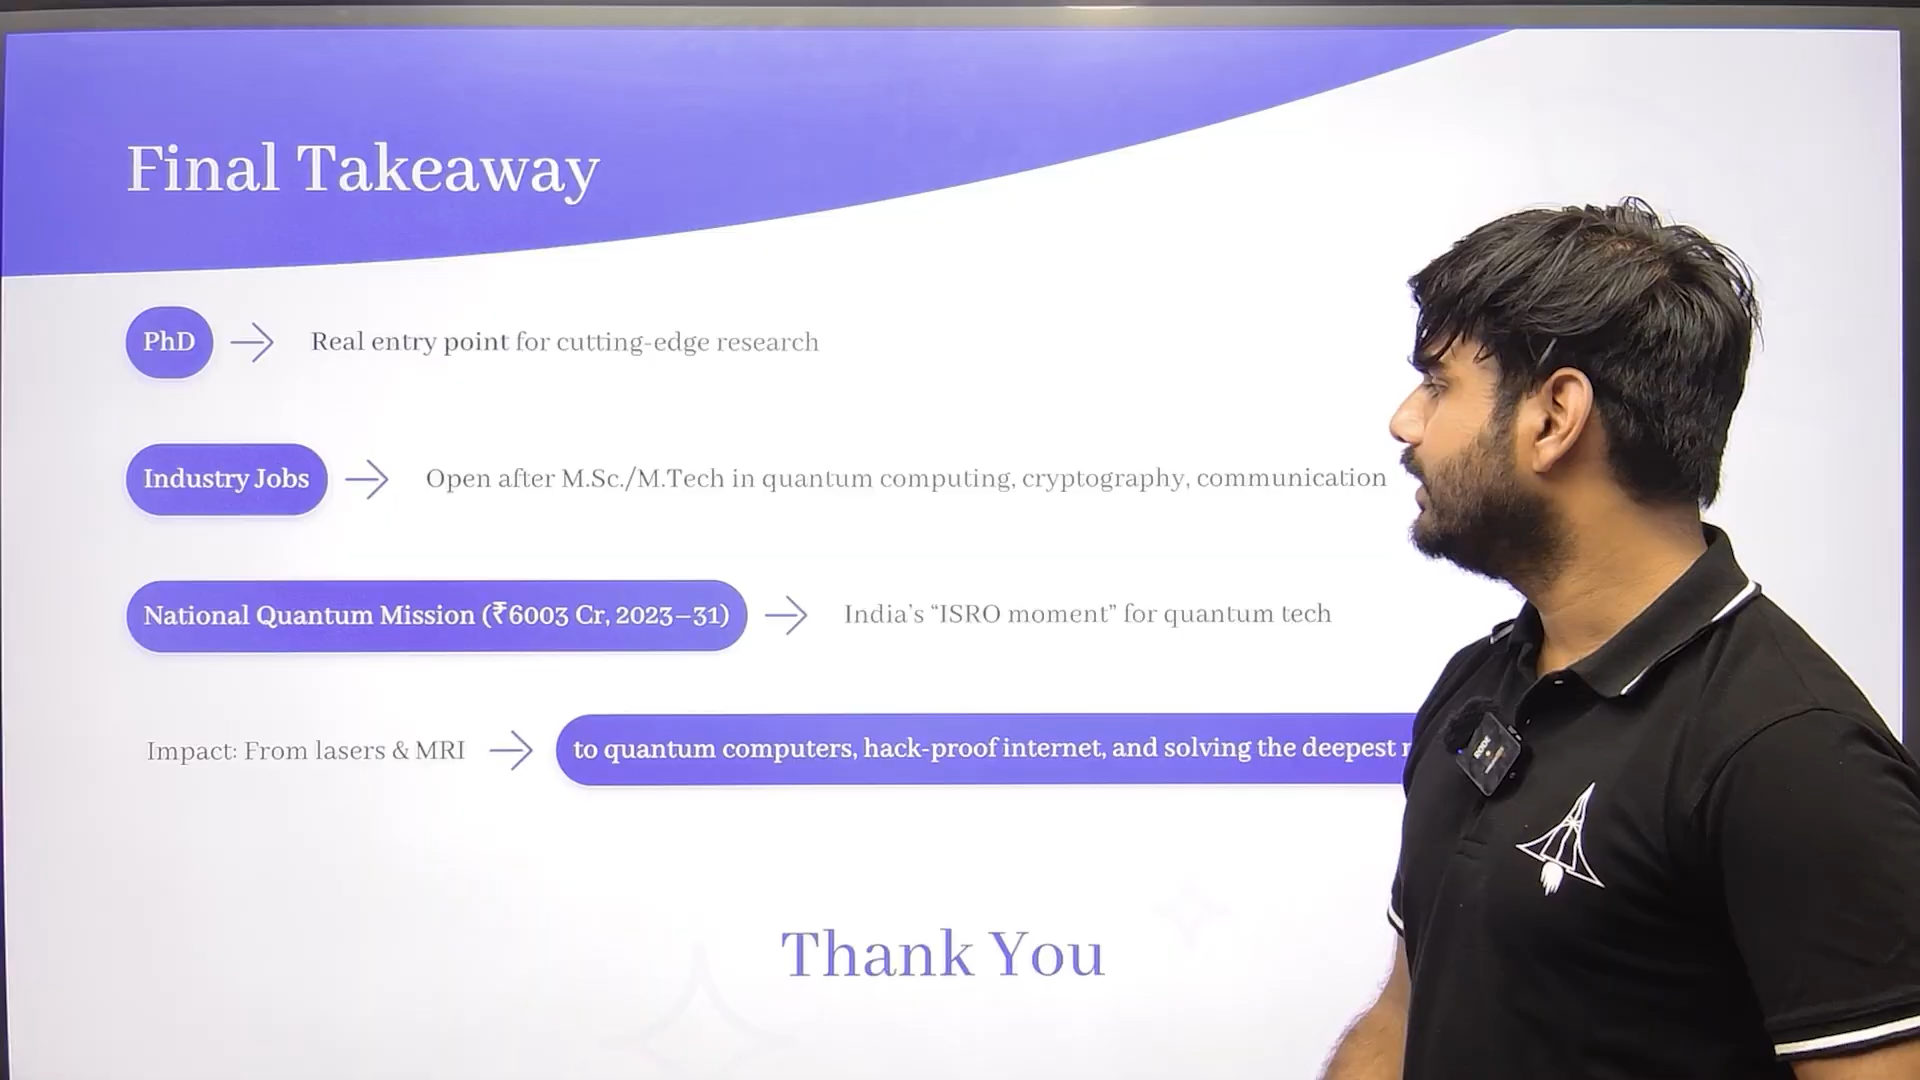 Final Takeaway
PhD → Real entry point for cutting-edge research
Industry Jobs → Open after M.Sc./M.Tech in quantum computing, cryptography, communication
National Quantum Mission (₹6003 Cr, 2023–31) → India's “ISRO moment” for quantum tech
Impact: From lasers & MRI → to quantum computers, hack-proof internet, and solving the deepest
Thank You